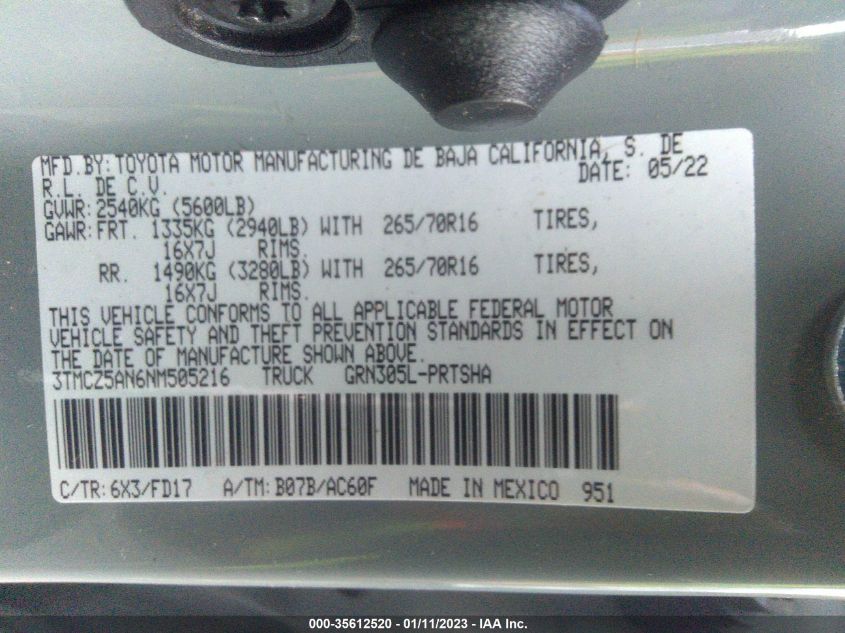 MFD.BY:TOYOTA MOTOR MANUFACTURING DE BAJA CALIFORNIA, S. DE
R.L. DE C.V. DATE: 05/22
GVWR:2540KG (5600LB)
GAWR:FRT. 1335KG (2940LB) WITH 265/70R16 TIRES,
16X7J RIMS.
RR. 1490KG (3280LB) WITH 265/70R16 TIRES,
16X7J RIMS.
THIS VEHICLE CONFORMS TO ALL APPLICABLE FEDERAL MOTOR
VEHICLE SAFETY AND THEFT PREVENTION STANDARDS IN EFFECT ON
THE DATE OF MANUFACTURE SHOWN ABOVE.
3TMCZ5AN6NM505216 TRUCK GRN305L-PRTSHA
C/TR:6X3/FD17 A/TM:B07B/AC60F MADE IN MEXICO 951
000-35612520 - 01/11/2023 - IAA Inc.